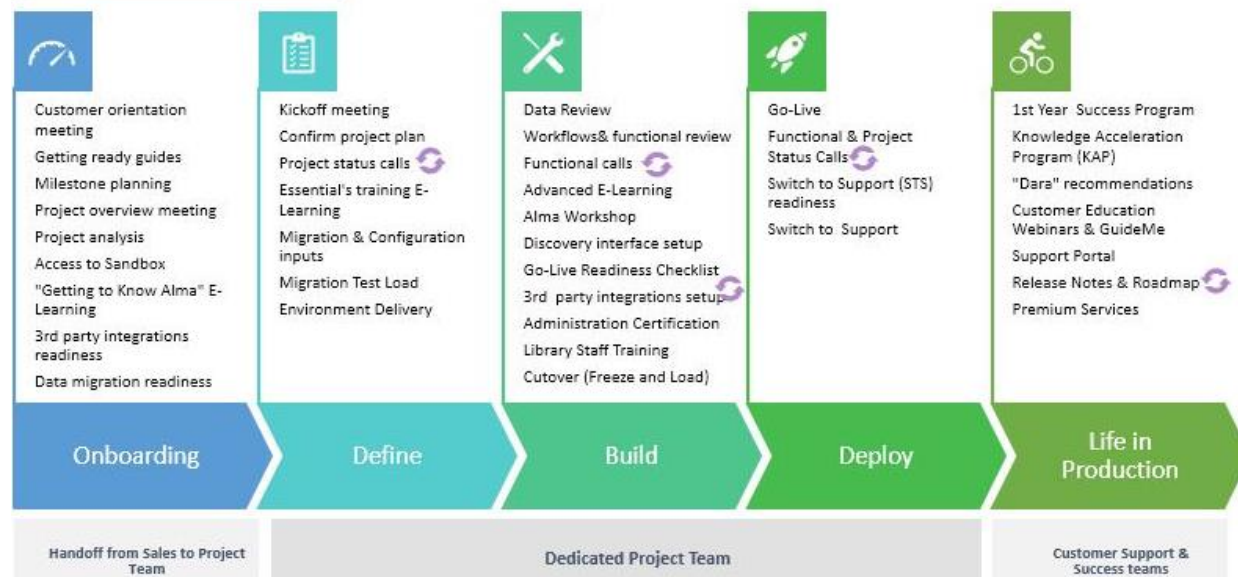 Customer orientation
meeting
Getting ready guides
Milestone planning
Project overview meeting
Project analysis
Access to Sandbox
"Getting to Know Alma" E-
Learning
3rd party integrations
readiness
Data migration readiness
Kickoff meeting
Confirm project plan
Project status calls
Essential's training E-
Learning
Migration & Configuration
inputs
Migration Test Load
Environment Delivery
Data Review
Workflows& functional review
Functional calls
Advanced E-Learning
Alma Workshop
Discovery interface setup
Go-Live Readiness Checklist
3rd party integrations setup
Administration Certification
Library Staff Training
Cutover (Freeze and Load)
Go-Live
Functional & Project
Status Calls
Switch to Support (STS)
readiness
Switch to Support
1st Year Success Program
Knowledge Acceleration
Program (KAP)
"Dara" recommendations
Customer Education
Webinars & GuideMe
Support Portal
Release Notes & Roadmap
Premium Services
Onboarding
Define
Build
Deploy
Life in
Production
Handoff from Sales to Project
Team
Dedicated Project Team
Customer Support &
Success teams